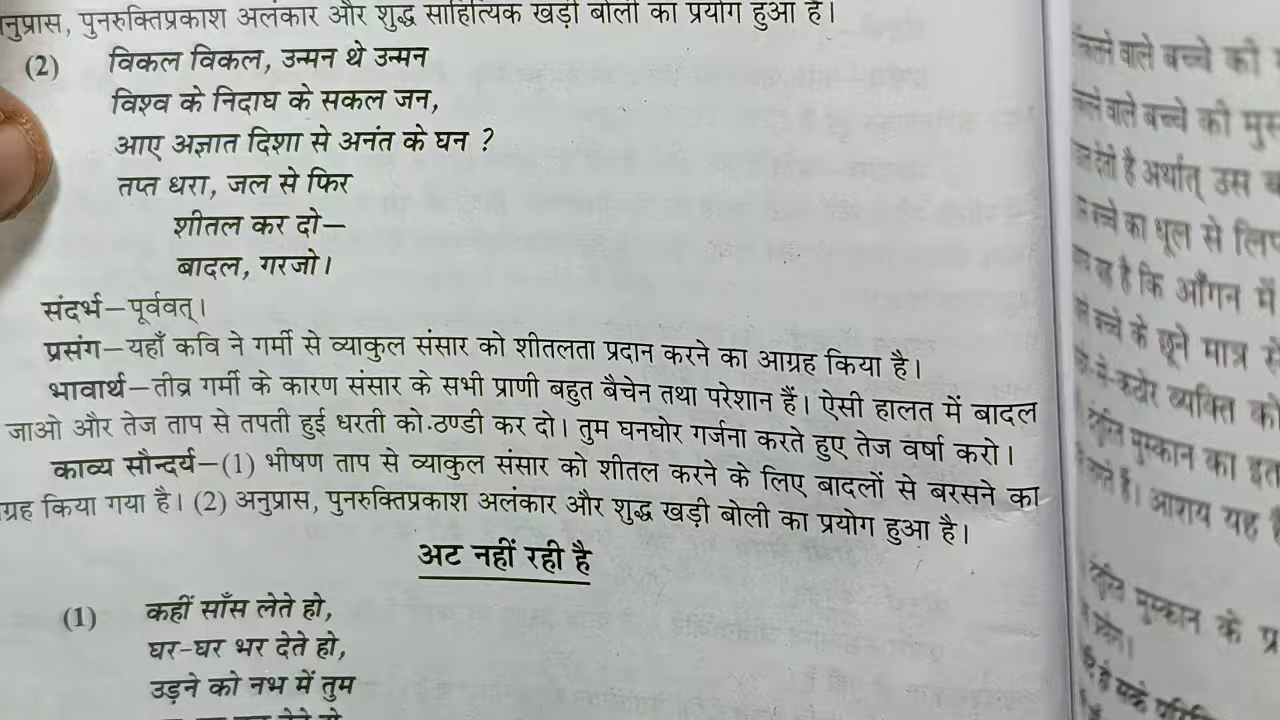 नुप्रास, पुनरुक्तिप्रकाश अलंकार और शुद्ध साहित्यिक खड़ी बोली का प्रयोग हुआ है।
(2) विकल विकल, उन्मन थे उन्मन
विश्व के निदाघ के सकल जन,
आए अज्ञात दिशा से अनंत के घन ?
तप्त धरा, जल से फिर
शीतल कर दो—
बादल, गरजो।
संदर्भ—पूर्ववत्।
प्रसंग—यहाँ कवि ने गर्मी से व्याकुल संसार को शीतलता प्रदान करने का आग्रह किया है।
भावार्थ—तीव्र गर्मी के कारण संसार के सभी प्राणी बहुत बैचेन तथा परेशान हैं। ऐसी हालत में बादल
जाओ और तेज ताप से तपती हुई धरती को ठण्डी कर दो। तुम घनघोर गर्जना करते हुए तेज वर्षा करो।
काव्य सौन्दर्य—(1) भीषण ताप से व्याकुल संसार को शीतल करने के लिए बादलों से बरसने का
ग्रह किया गया है। (2) अनुप्रास, पुनरुक्तिप्रकाश अलंकार और शुद्ध खड़ी बोली का प्रयोग हुआ है।
अट नहीं रही है
(1) कहीं साँस लेते हो,
घर-घर भर देते हो,
उड़ने को नभ में तुम
वाले बच्चे की
वाले बच्चे की मुस
देती है अर्थात् उस
बच्चे का धूल से लिप
है कि आँगन में
बच्चे के छूने मात्र से
व्यक्ति को
मुस्कान का इत
हैं। आशय यह है
मुस्कान के प्र